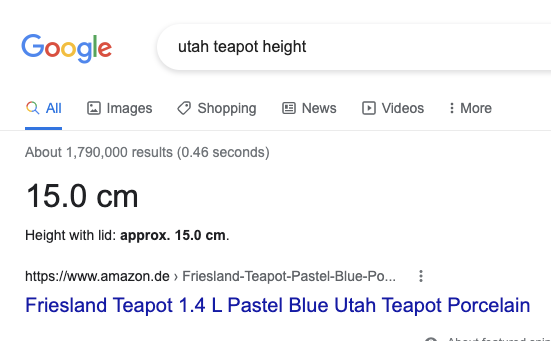 Google
utah teapot height
All Images Shopping News Videos More
About 1,790,000 results (0.46 seconds)
15.0 cm
Height with lid: approx. 15.0 cm.
https://www.amazon.de › Friesland-Teapot-Pastel-Blue-Po...
Friesland Teapot 1.4 L Pastel Blue Utah Teapot Porcelain